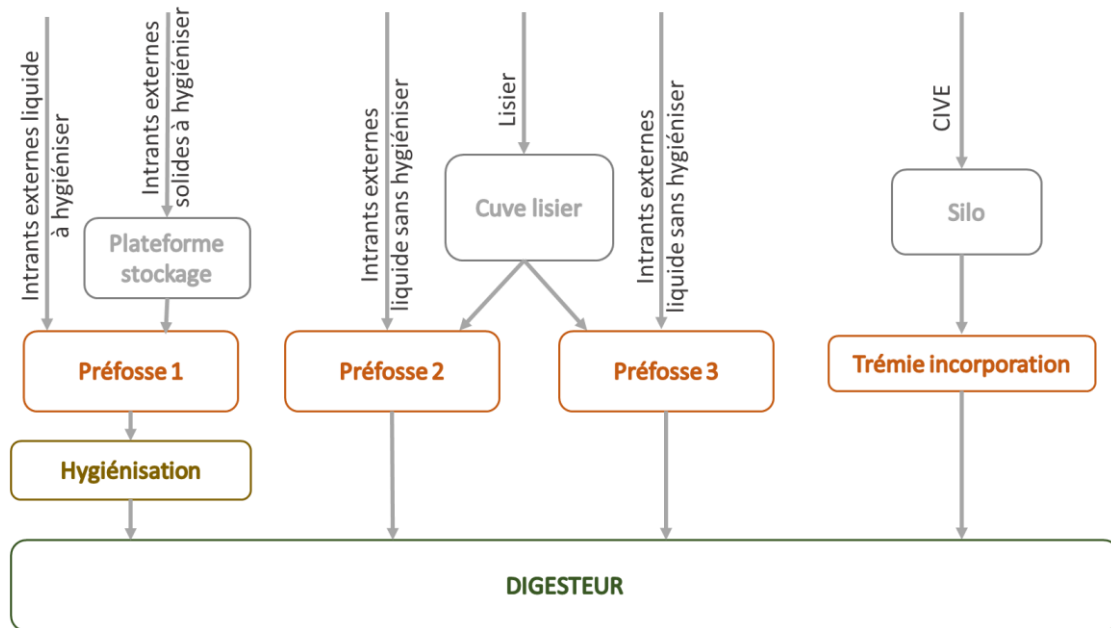 Intrants externes liquide
à hygiéniser
Intrants externes
solides à hygiéniser
Intrants externes
liquide sans hygiéniser
Lisier
Intrants externes
liquide sans hygiéniser
CIVE
Plateforme
stockage
Cuve lisier
Silo
Préfosse 1
Préfosse 2
Préfosse 3
Trémie incorporation
Hygiénisation
DIGESTEUR